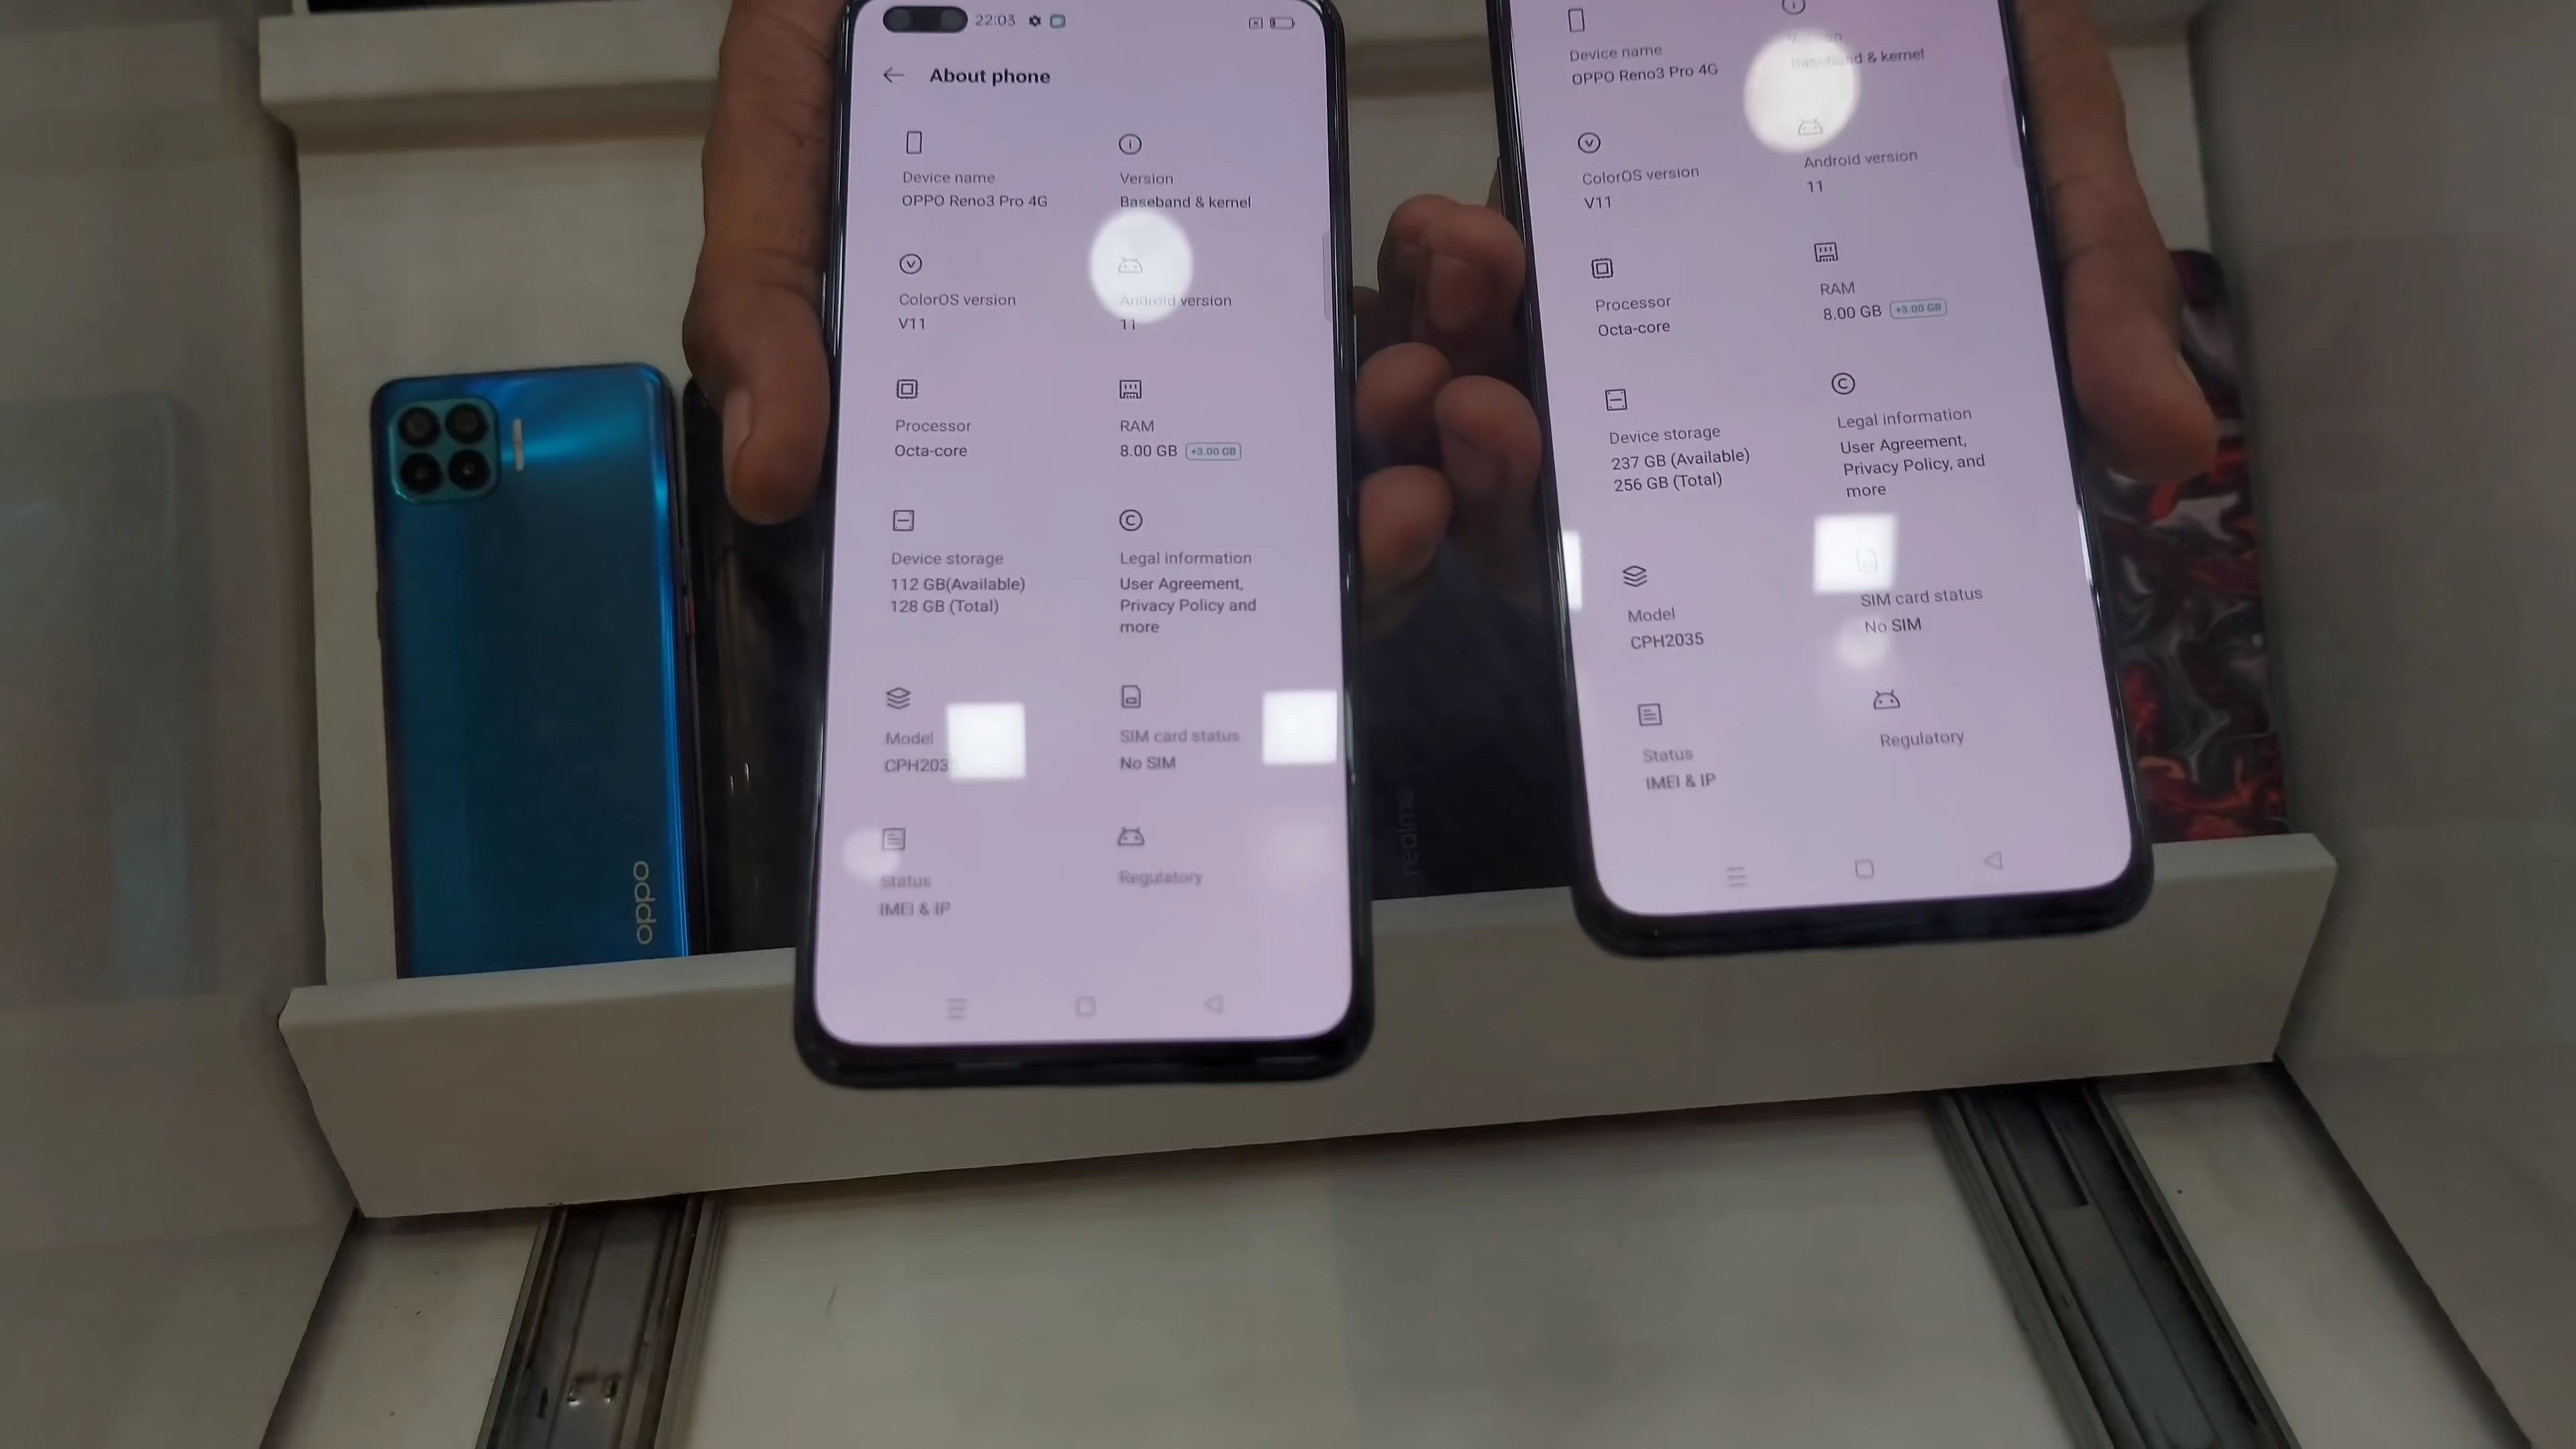 22:03
About phone
Device name
OPPO Reno3 Pro 4G
Version
Baseband & kernel
ColorOS version
V11
Android version
11
Processor
Octa-core
RAM
8.00 GB +3.00 GB
Device storage
112 GB(Available)
128 GB (Total)
Legal information
User Agreement,
Privacy Policy and
more
Model
CPH203
SIM card status
No SIM
Status
IMEI & IP
Regulatory
Device name
OPPO Reno3 Pro 4G
Version
Baseband & kernel
ColorOS version
V11
Android version
11
Processor
Octa-core
RAM
8.00 GB +3.00 GB
Device storage
237 GB (Available)
256 GB (Total)
Legal information
User Agreement,
Privacy Policy, and
more
Model
CPH2035
SIM card status
No SIM
Status
IMEI & IP
Regulatory
oppo
realme